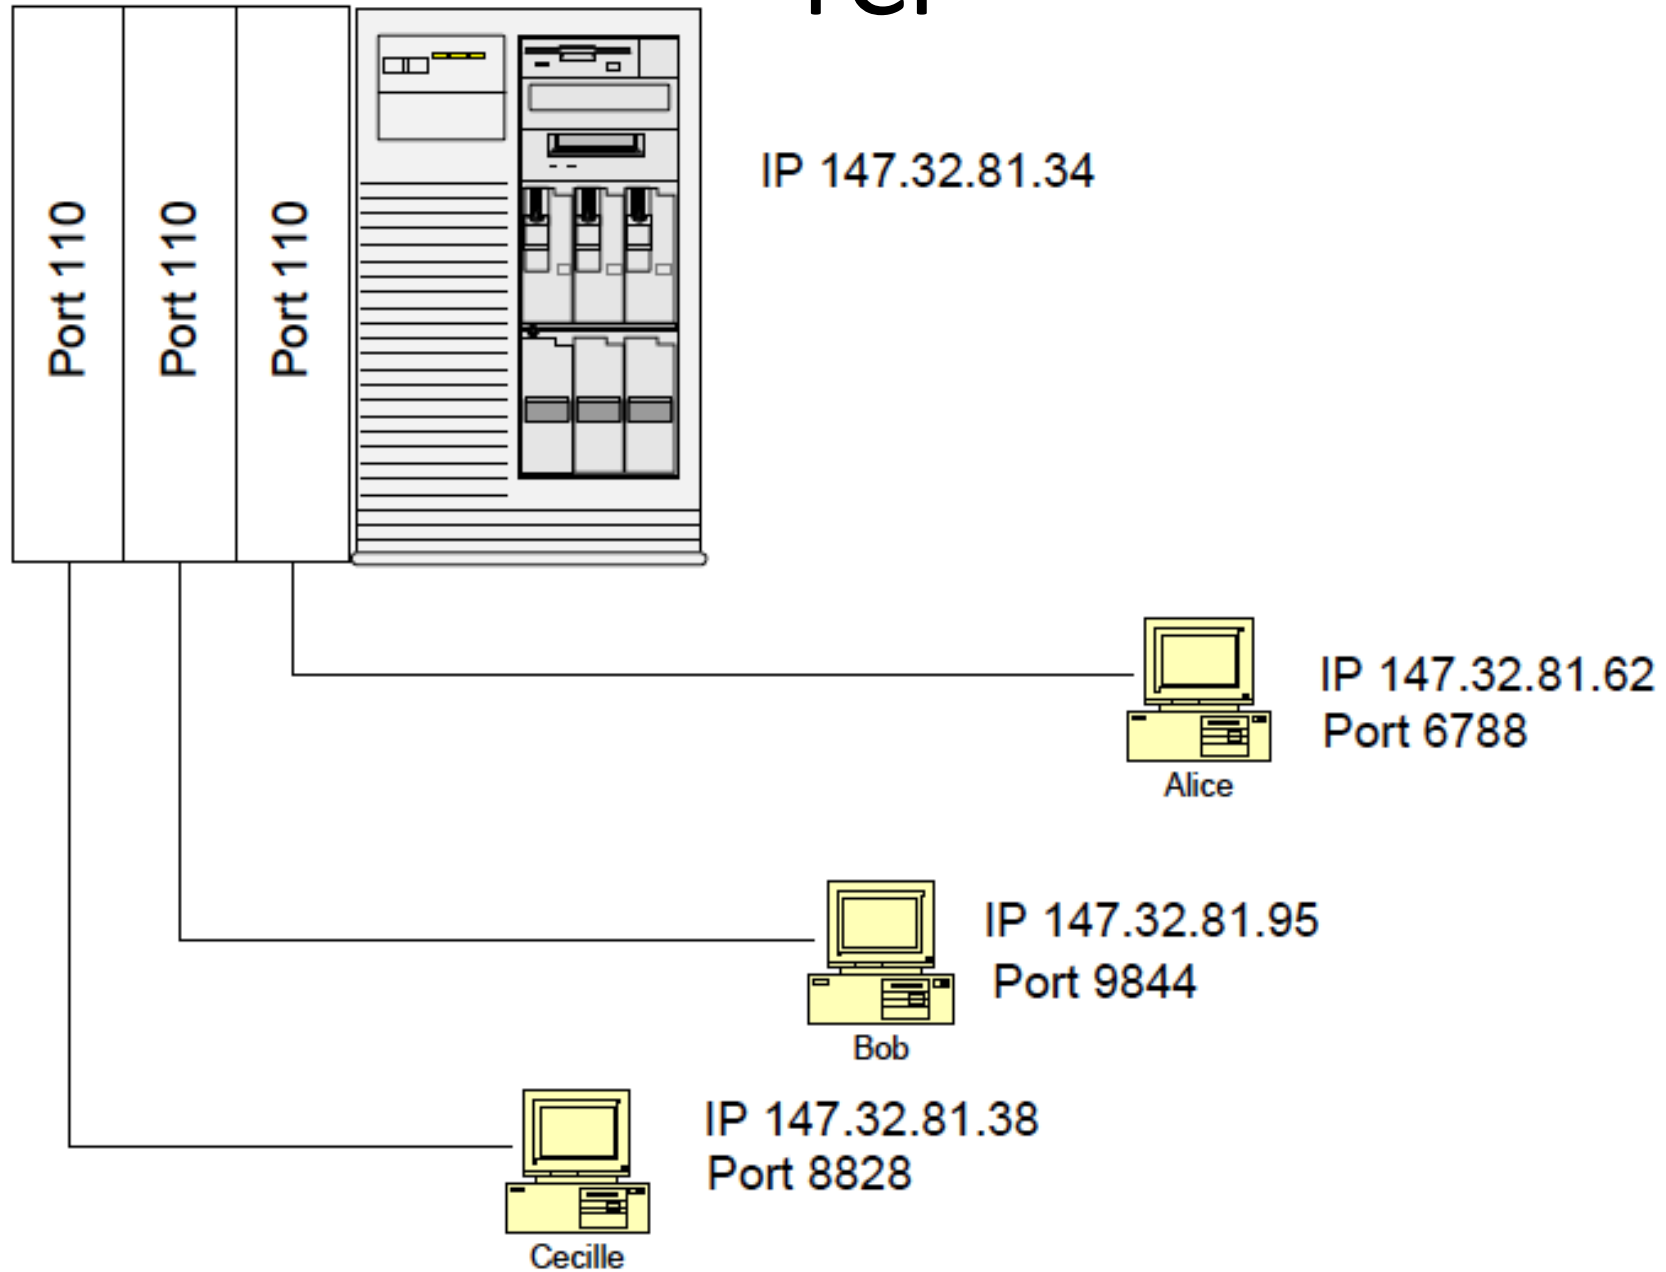 TCP
Port 110
Port 110
Port 110
IP 147.32.81.34
IP 147.32.81.62
Port 6788
Alice
IP 147.32.81.95
Port 9844
Bob
IP 147.32.81.38
Port 8828
Cecille